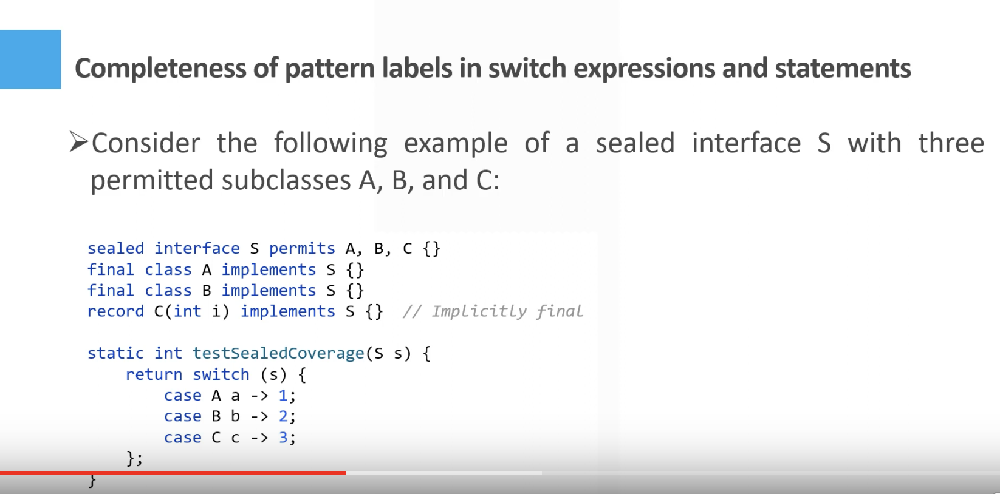 Completeness of pattern labels in switch expressions and statements
➢Consider the following example of a sealed interface S with three
permitted subclasses A, B, and C:
sealed interface S permits A, B, C {}
final class A implements S {}
final class B implements S {}
record C(int i) implements S {}  // Implicitly final
static int testSealedCoverage(S s) {
    return switch (s) {
        case A a -> 1;
        case B b -> 2;
        case C c -> 3;
    };
}